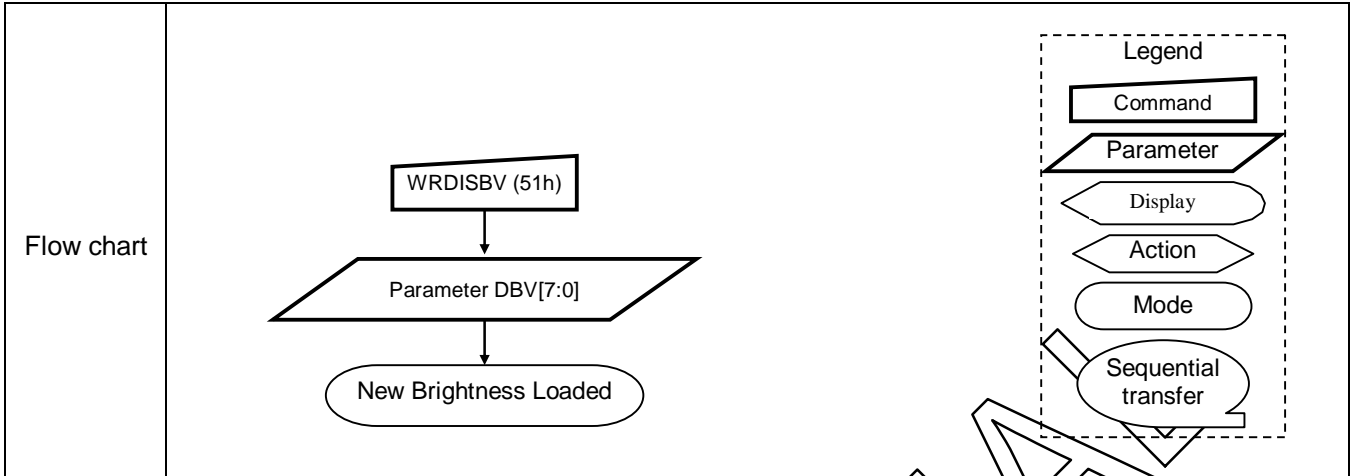 Flow chart
WRDISBV (51h)
Parameter DBV[7:0]
New Brightness Loaded
Legend
Command
Parameter
Display
Action
Mode
Sequential
transfer